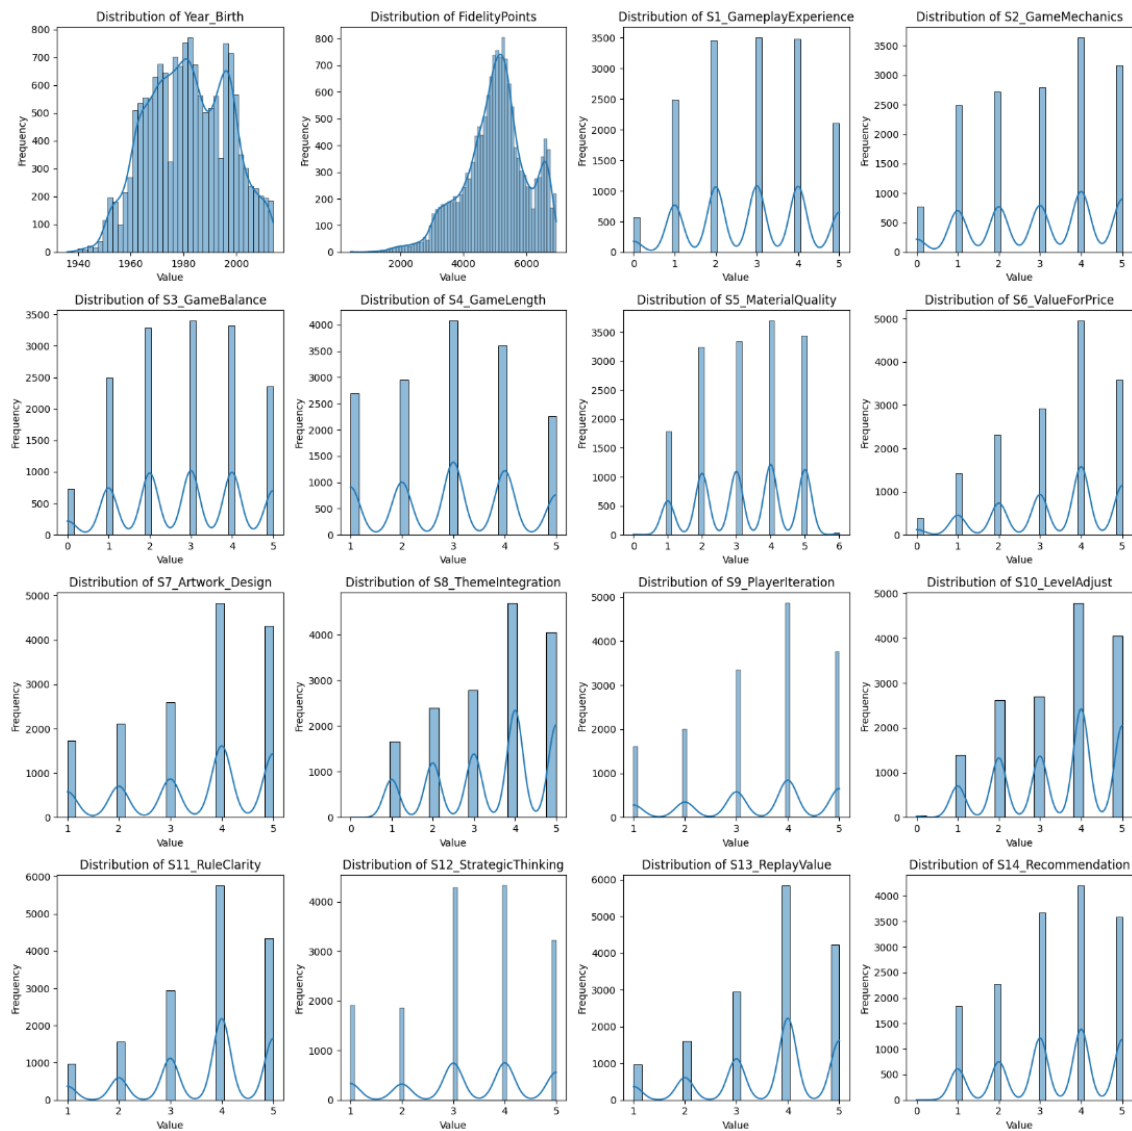 Distribution of Year_Birth
800
700
600
500
400
300
200
100
0
Frequency
1940 1960 1980 2000
Value
Distribution of FidelityPoints
800
700
600
500
400
300
200
100
0
Frequency
2000 4000 6000
Value
Distribution of S1_GameplayExperience
3500
3000
2500
2000
1500
1000
500
0
Frequency
0 1 2 3 4 5
Value
Distribution of S2_GameMechanics
3500
3000
2500
2000
1500
1000
500
0
Frequency
0 1 2 3 4 5
Value
Distribution of S3_GameBalance
3500
3000
2500
2000
1500
1000
500
0
Frequency
0 1 2 3 4 5
Value
Distribution of S4_GameLength
4000
3500
3000
2500
2000
1500
1000
500
0
Frequency
1 2 3 4 5
Value
Distribution of S5_MaterialQuality
3500
3000
2500
2000
1500
1000
500
0
Frequency
0 1 2 3 4 5 6
Value
Distribution of S6_ValueForPrice
5000
4000
3000
2000
1000
0
Frequency
0 1 2 3 4 5
Value
Distribution of S7_Artwork_Design
5000
4000
3000
2000
1000
0
Frequency
1 2 3 4 5
Value
Distribution of S8_ThemeIntegration
4000
3000
2000
1000
0
Frequency
0 1 2 3 4 5
Value
Distribution of S9_PlayerIteration
5000
4000
3000
2000
1000
0
Frequency
1 2 3 4 5
Value
Distribution of S10_LevelAdjust
5000
4000
3000
2000
1000
0
Frequency
0 1 2 3 4 5
Value
Distribution of S11_RuleClarity
6000
5000
4000
3000
2000
1000
0
Frequency
1 2 3 4 5
Value
Distribution of S12_StrategicThinking
4000
3000
2000
1000
0
Frequency
1 2 3 4 5
Value
Distribution of S13_ReplayValue
6000
5000
4000
3000
2000
1000
0
Frequency
1 2 3 4 5
Value
Distribution of S14_Recommendation
4000
3500
3000
2500
2000
1500
1000
500
0
Frequency
0 1 2 3 4 5
Value